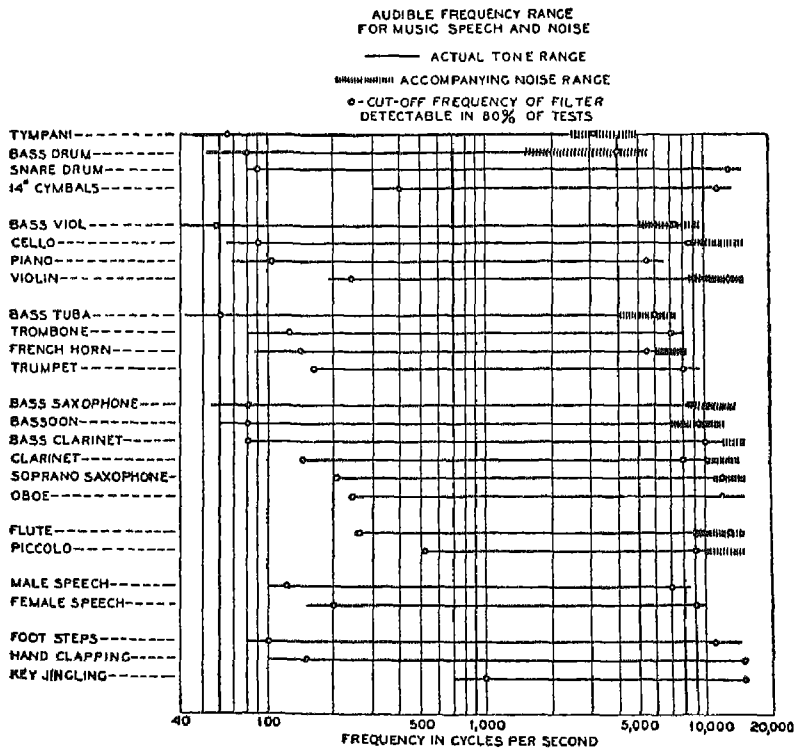 AUDIBLE FREQUENCY RANGE
FOR MUSIC SPEECH AND NOISE
ACTUAL TONE RANGE
ACCOMPANYING NOISE RANGE
o-CUT-OFF FREQUENCY OF FILTER
DETECTABLE IN 80% OF TESTS
TYMPANI
BASS DRUM
SNARE DRUM
14" CYMBALS
BASS VIOL
CELLO
PIANO
VIOLIN
BASS TUBA
TROMBONE
FRENCH HORN
TRUMPET
BASS SAXOPHONE
BASSOON
BASS CLARINET
CLARINET
SOPRANO SAXOPHONE
OBOE
FLUTE
PICCOLO
MALE SPEECH
FEMALE SPEECH
FOOT STEPS
HAND CLAPPING
KEY JINGLING
40 100 500 1,000 5,000 10,000 20,000
FREQUENCY IN CYCLES PER SECOND